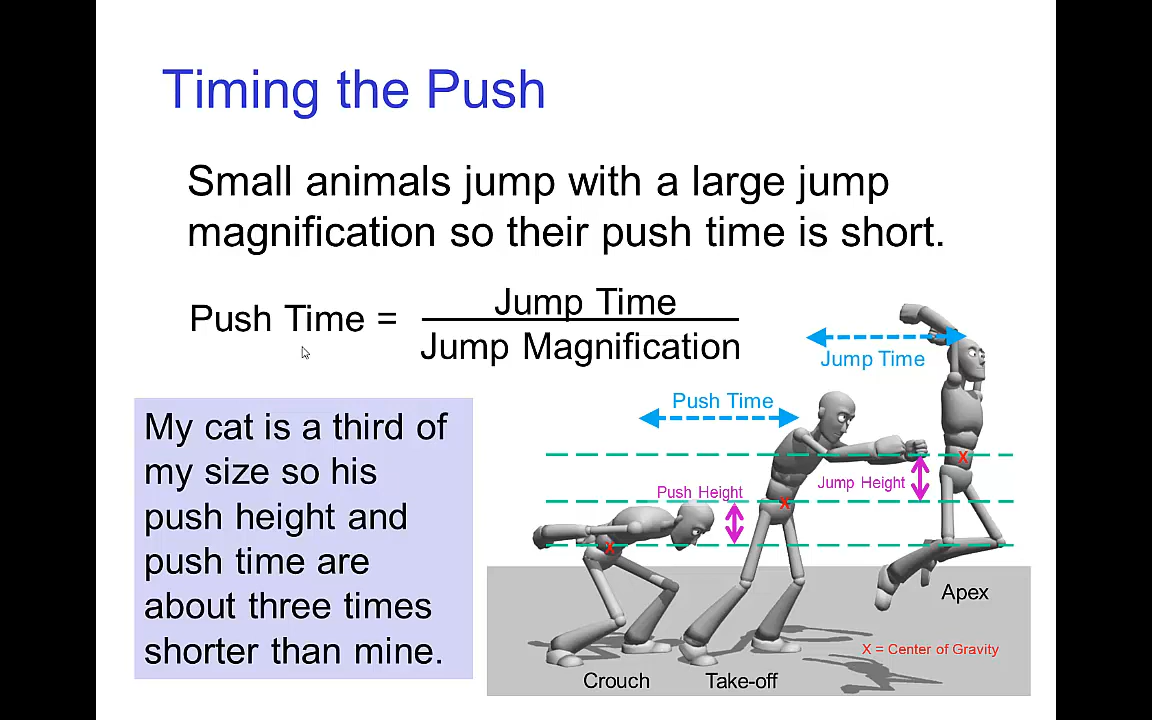 Timing the Push
Small animals jump with a large jump
magnification so their push time is short.
Push Time = Jump Time
Jump Magnification
My cat is a third of
my size so his
push height and
push time are
about three times
shorter than mine.
Jump Time
Push Time
Jump Height
Push Height
Apex
X = Center of Gravity
Crouch
Take-off
X
X
X